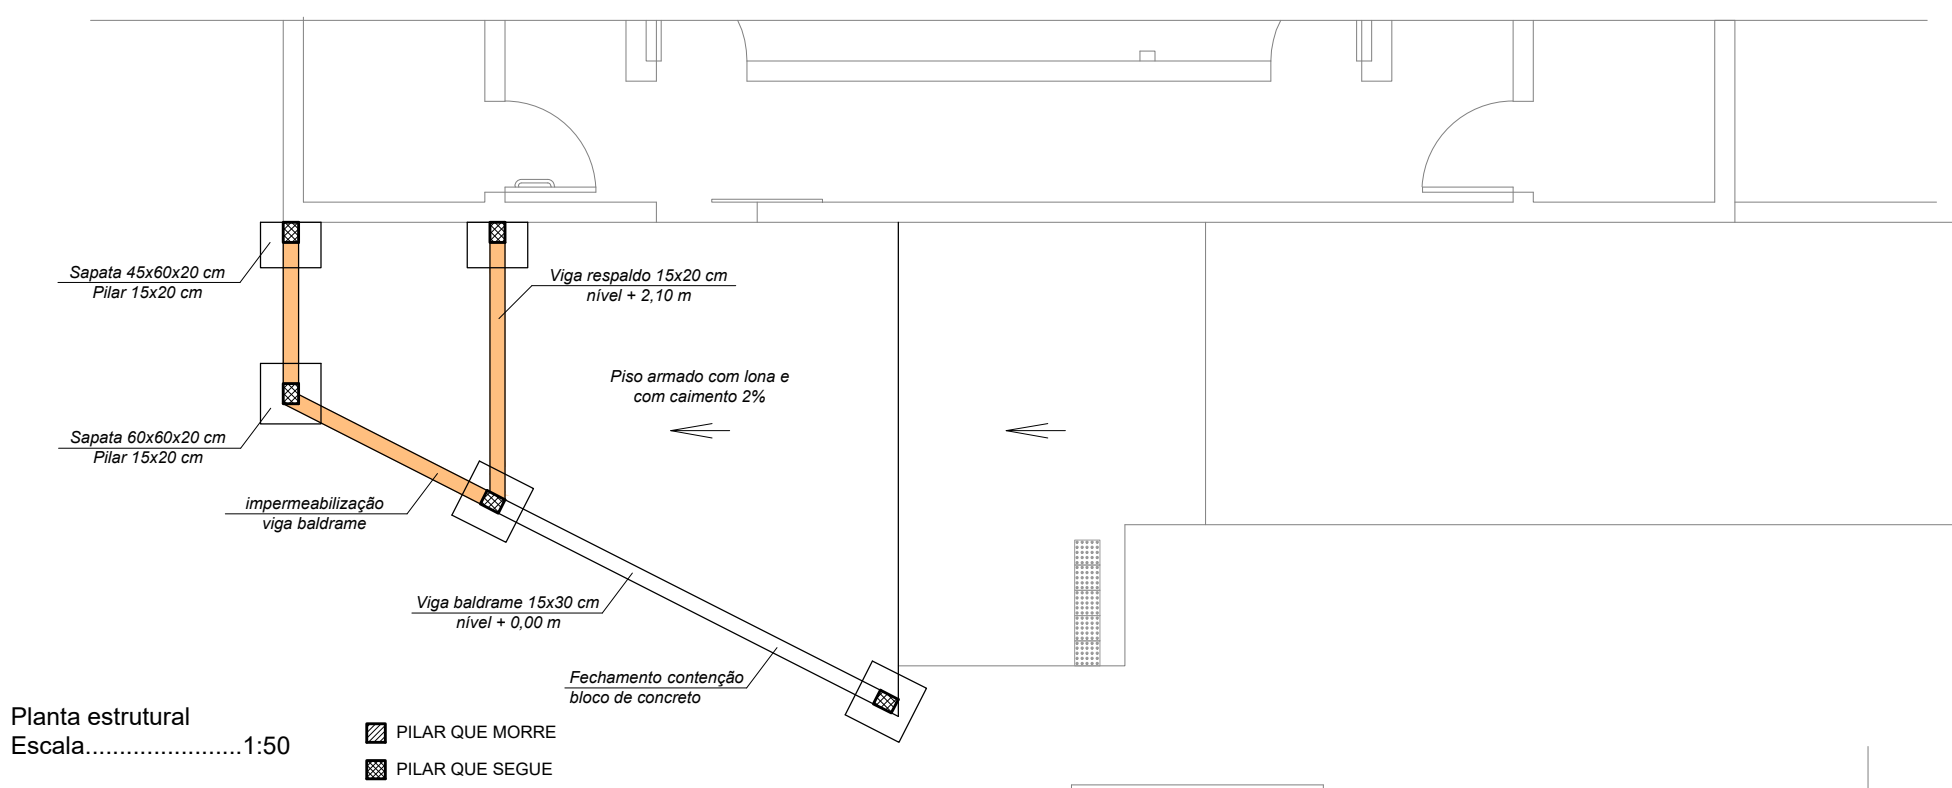 Sapata 45x60x20 cm
Pilar 15x20 cm
Viga respaldo 15x20 cm
nível + 2,10 m
Piso armado com lona e
com caimento 2%
Sapata 60x60x20 cm
Pilar 15x20 cm
impermeabilização
viga baldrame
Viga baldrame 15x30 cm
nível + 0,00 m
Fechamento contenção
bloco de concreto
Planta estrutural
Escala.......................1:50
PILAR QUE MORRE
PILAR QUE SEGUE